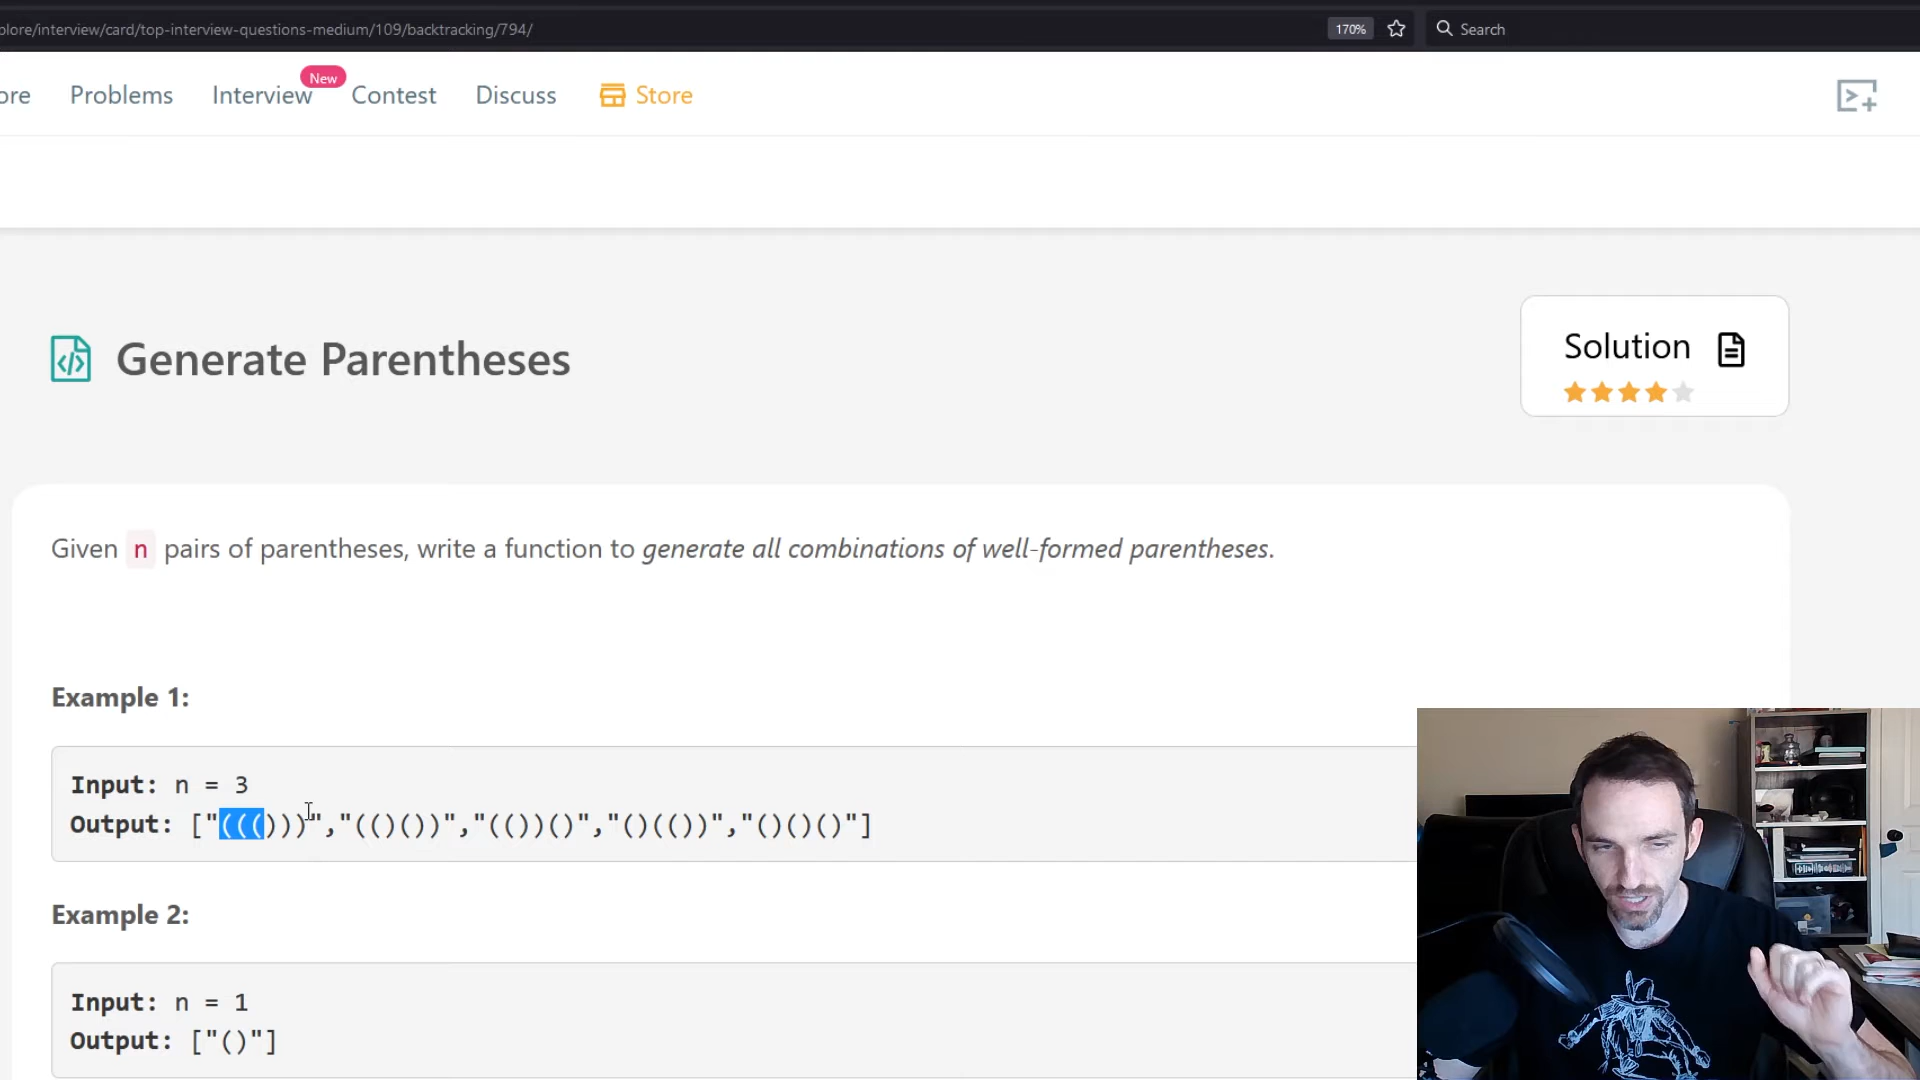 plore/interview/card/top-interview-questions-medium/109/backtracking/794/
170%
Search
ore
Problems
Interview
New
Contest
Discuss
Store
Generate Parentheses
Solution
Given n pairs of parentheses, write a function to generate all combinations of well-formed parentheses.
Example 1:
Input: n = 3
Output: ["((()))","(()())","(())()","()(())","()()()"]
Example 2:
Input: n = 1
Output: ["()"]